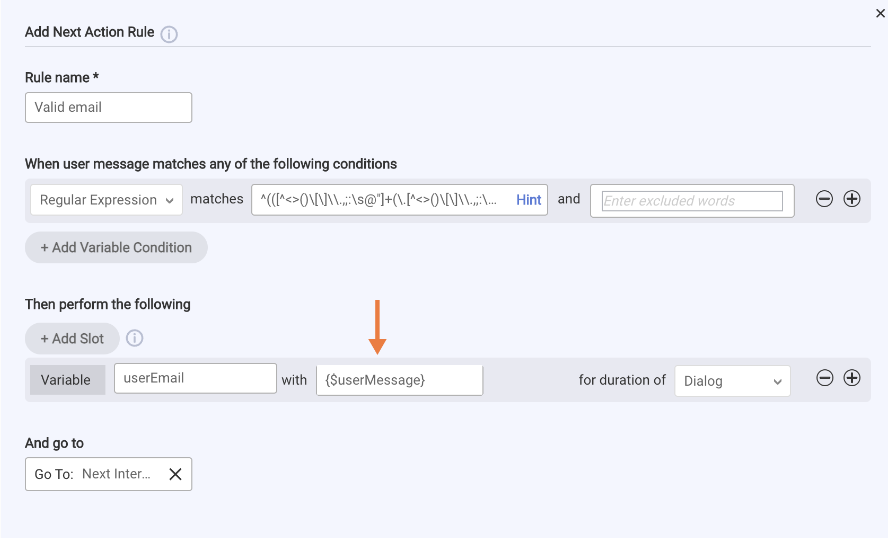 Add Next Action Rule
Rule name *
Valid email
When user message matches any of the following conditions
Regular Expression matches ^(([^<>()\[\]\\.,;:\s@"]+(\.[^<>()\[\]\\.,;:\... Hint and Enter excluded words
+ Add Variable Condition
Then perform the following
+ Add Slot
Variable userEmail with {$userMessage} for duration of Dialog
And go to
Go To: Next Inter...